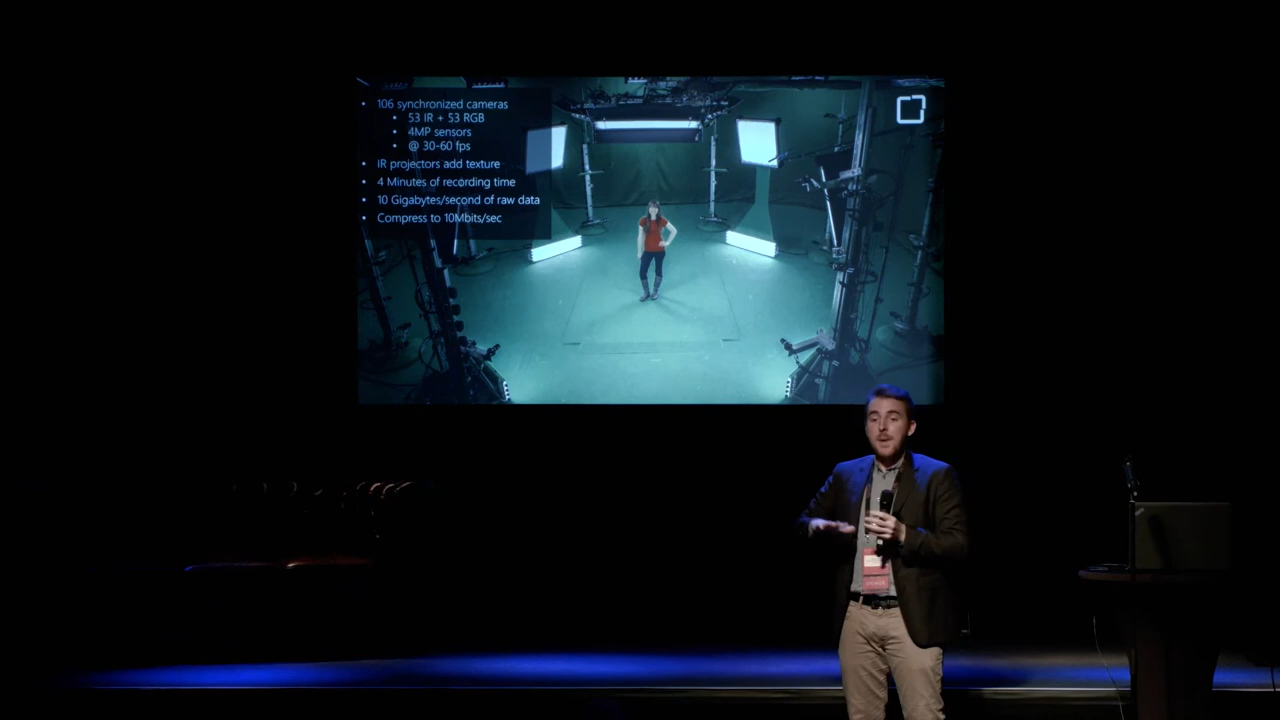 • 106 synchronized cameras
• 53 IR + 53 RGB
• 4MP sensors
• @ 30-60 fps
• IR projectors add texture
• 4 Minutes of recording time
• 10 Gigabytes/second of raw data
• Compress to 10Mbits/sec